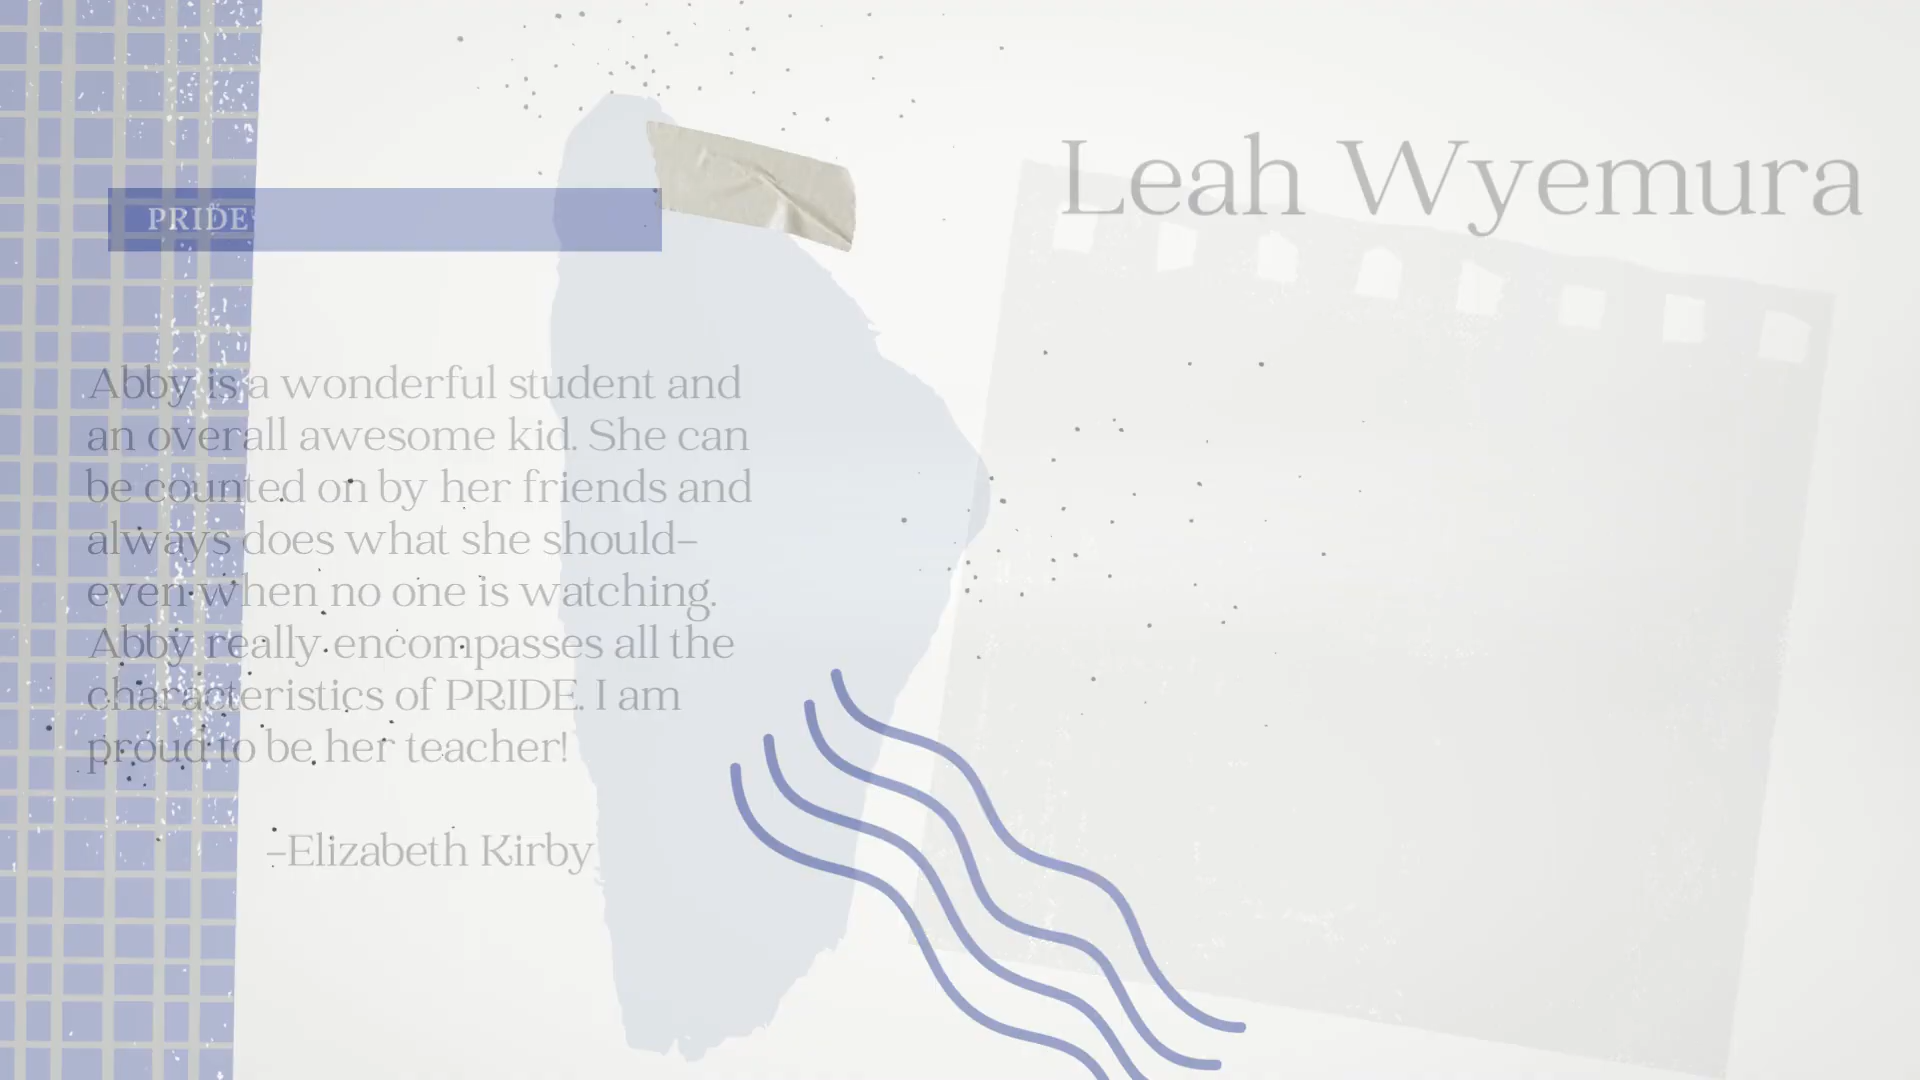 Leah Wyemura
PRIDE
Abby is a wonderful student and
an overall awesome kid. She can
be counted on by her friends and
always does what she should–
even when no one is watching.
Abby really encompasses all the
characteristics of PRIDE. I am
proud to be her teacher!
–Elizabeth Kirby